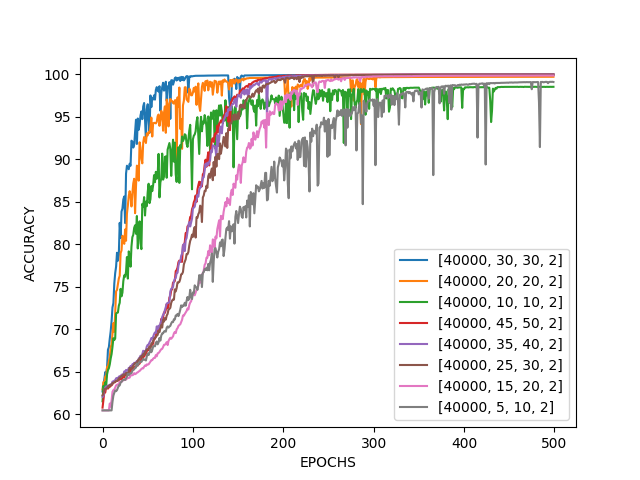 100
95
90
85
80
75
70
65
60
ACCURACY
[40000, 30, 30, 2]
[40000, 20, 20, 2]
[40000, 10, 10, 2]
[40000, 45, 50, 2]
[40000, 35, 40, 2]
[40000, 25, 30, 2]
[40000, 15, 20, 2]
[40000, 5, 10, 2]
0 100 200 300 400 500
EPOCHS